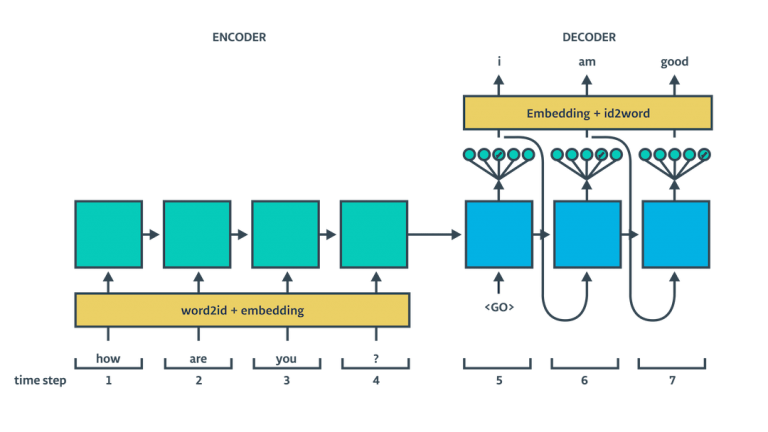 ENCODER
DECODER
i am good
Embedding + id2word
<GO>
word2id + embedding
how are you ?
time step 1 2 3 4 5 6 7